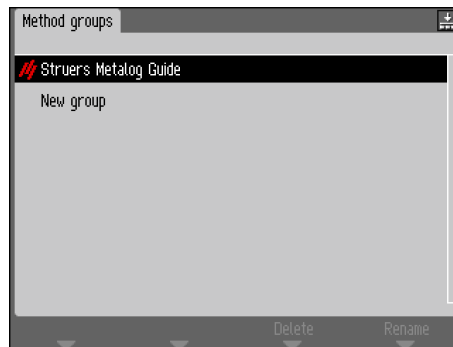 Method groups
Struers Metalog Guide
New group
Delete Rename